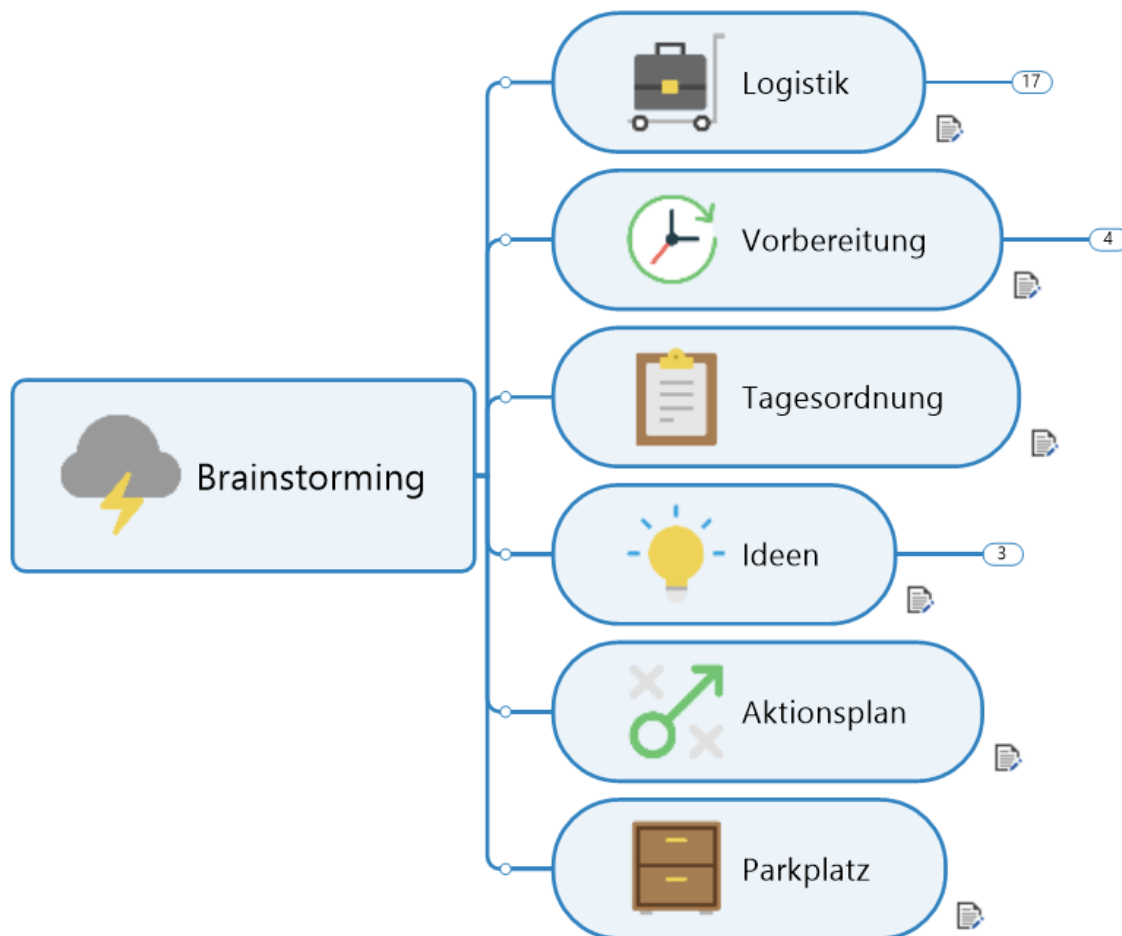 Logistik
17
Vorbereitung
4
Tagesordnung
Brainstorming
Ideen
3
Aktionsplan
Parkplatz